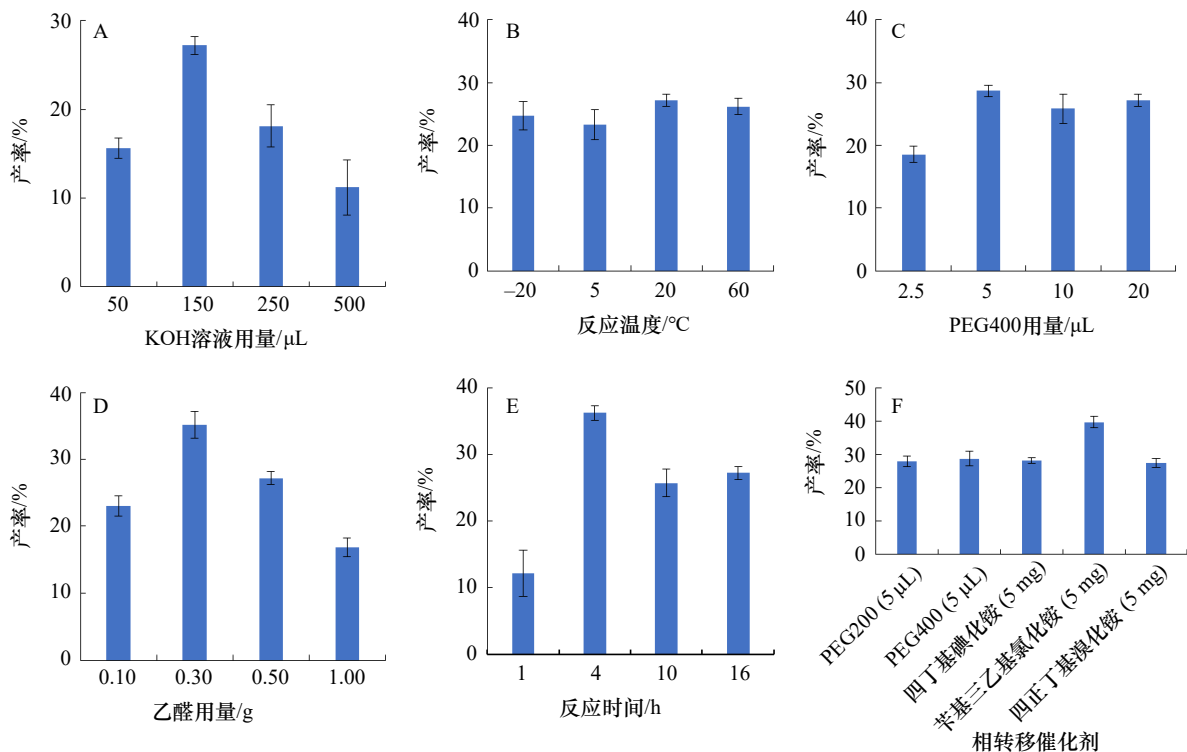 A
产率/%
30
20
10
0
50 150 250 500
KOH溶液用量/μL
B
产率/%
40
30
20
10
0
–20 5 20 60
反应温度/°C
C
产率/%
40
30
20
10
0
2.5 5 10 20
PEG400用量/μL
D
产率/%
40
30
20
10
0
0.10 0.30 0.50 1.00
乙醛用量/g
E
产率/%
40
30
20
10
0
1 4 10 16
反应时间/h
F
产率/%
50
40
30
20
10
0
PEG200 (5 μL)
PEG400 (5 μL)
四丁基碘化铵 (5 mg)
苄基三乙基氯化铵 (5 mg)
四正丁基溴化铵 (5 mg)
相转移催化剂